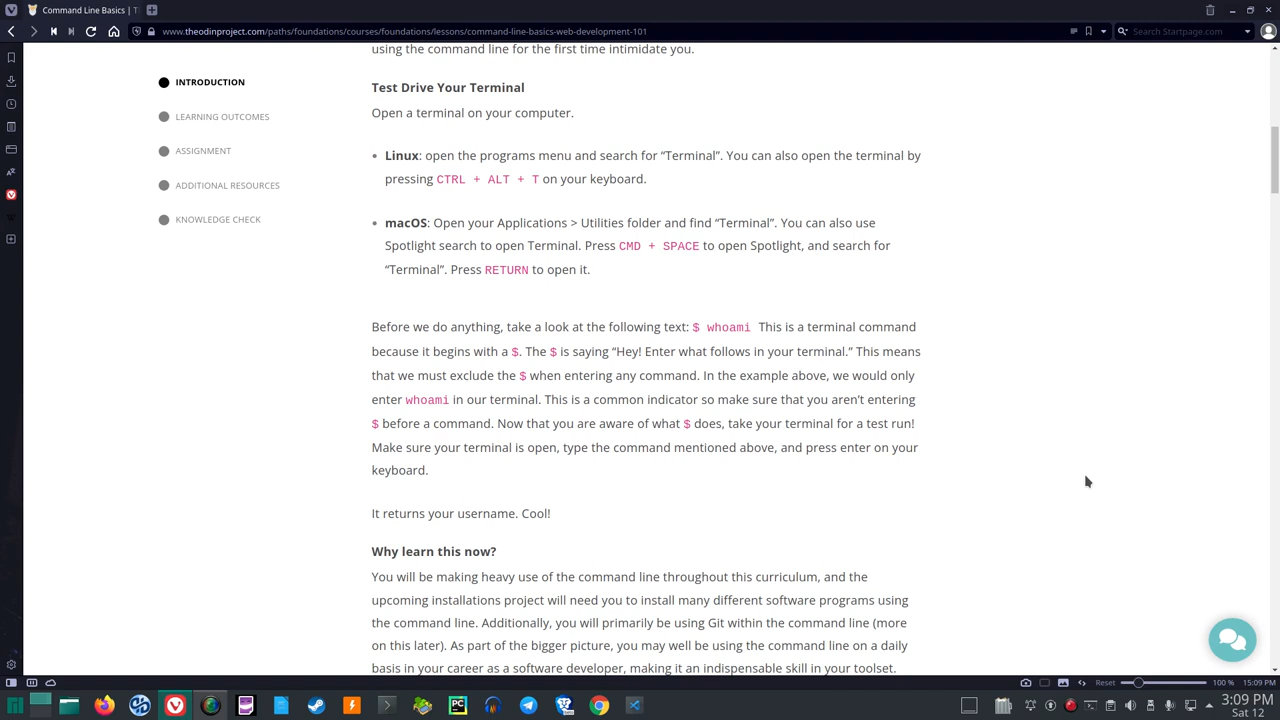 Command Line Basics | T
www.theodinproject.com/paths/foundations/courses/foundations/lessons/command-line-basics-web-development-101
Search Startpage.com
using the command line for the first time intimidate you.
INTRODUCTION
LEARNING OUTCOMES
ASSIGNMENT
ADDITIONAL RESOURCES
KNOWLEDGE CHECK
Test Drive Your Terminal
Open a terminal on your computer.
• Linux: open the programs menu and search for “Terminal”. You can also open the terminal by
pressing CTRL + ALT + T on your keyboard.
• macOS: Open your Applications > Utilities folder and find “Terminal”. You can also use
Spotlight search to open Terminal. Press CMD + SPACE to open Spotlight, and search for
“Terminal”. Press RETURN to open it.
Before we do anything, take a look at the following text: $ whoami This is a terminal command
because it begins with a $. The $ is saying “Hey! Enter what follows in your terminal.” This means
that we must exclude the $ when entering any command. In the example above, we would only
enter whoami in our terminal. This is a common indicator so make sure that you aren’t entering
$ before a command. Now that you are aware of what $ does, take your terminal for a test run!
Make sure your terminal is open, type the command mentioned above, and press enter on your
keyboard.
It returns your username. Cool!
Why learn this now?
You will be making heavy use of the command line throughout this curriculum, and the
upcoming installations project will need you to install many different software programs using
the command line. Additionally, you will primarily be using Git within the command line (more
on this later). As part of the bigger picture, you may well be using the command line on a daily
basis in your career as a software developer, making it an indispensable skill in your toolset.
Reset
100 %
15:09 PM
3:09 PM
Sat 12